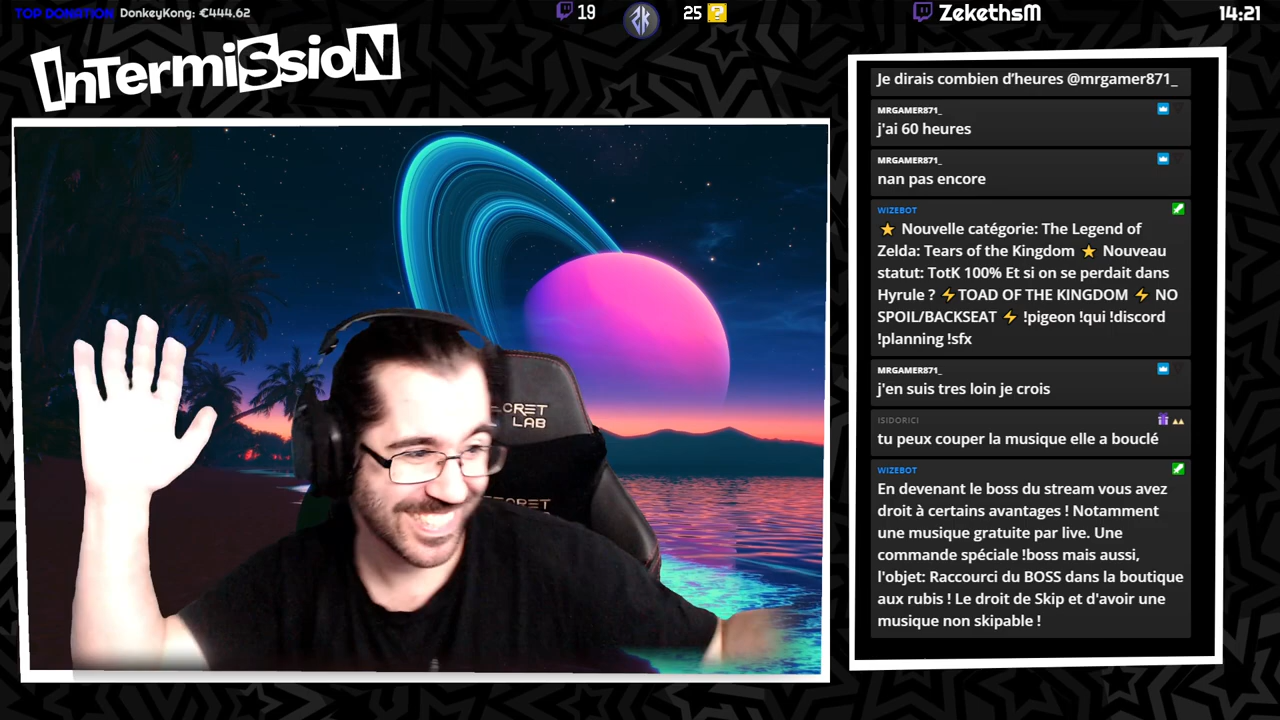 TOP DONATION DonkeyKong: €444.62
19
25
ZekethsM
14:21
InTermiSsioN
CRET
LAB
CRET
Je dirais combien d’heures @mrgamer871_
MRGAMER871_
j'ai 60 heures
MRGAMER871_
nan pas encore
WIZEBOT
⭐ Nouvelle catégorie: The Legend of
Zelda: Tears of the Kingdom ⭐ Nouveau
statut: TotK 100% Et si on se perdait dans
Hyrule ? ⚡TOAD OF THE KINGDOM ⚡ NO
SPOIL/BACKSEAT ⚡ !pigeon !qui !discord
!planning !sfx
MRGAMER871_
j'en suis tres loin je crois
ISIDORICI
tu peux couper la musique elle a bouclé
WIZEBOT
En devenant le boss du stream vous avez
droit à certains avantages ! Notamment
une musique gratuite par live. Une
commande spéciale !boss mais aussi,
l'objet: Raccourci du BOSS dans la boutique
aux rubis ! Le droit de Skip et d'avoir une
musique non skipable !